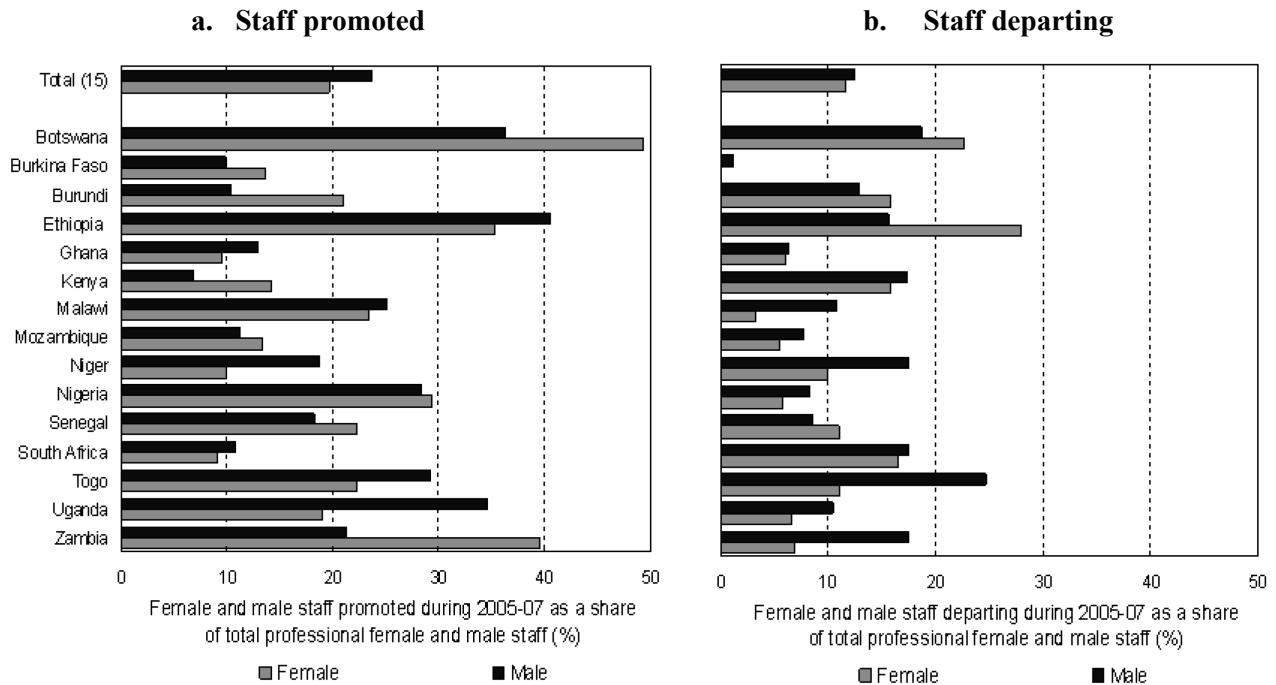 a. Staff promoted
b. Staff departing
Total (15)
Botswana
Burkina Faso
Burundi
Ethiopia
Ghana
Kenya
Malawi
Mozambique
Niger
Nigeria
Senegal
South Africa
Togo
Uganda
Zambia
0 10 20 30 40 50
0 10 20 30 40 50
Female and male staff promoted during 2005-07 as a share
of total professional female and male staff (%)
Female Male
Female and male staff departing during 2005-07 as a share
of total professional female and male staff (%)
Female Male